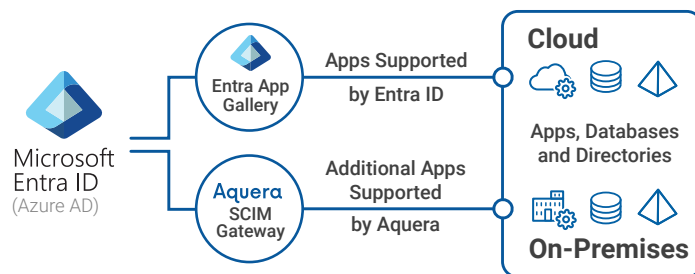 Microsoft
Entra ID
(Azure AD)
Entra App
Gallery
Apps Supported
by Entra ID
Aquera
SCIM
Gateway
Additional Apps
Supported
by Aquera
Cloud
Apps, Databases
and Directories
On-Premises